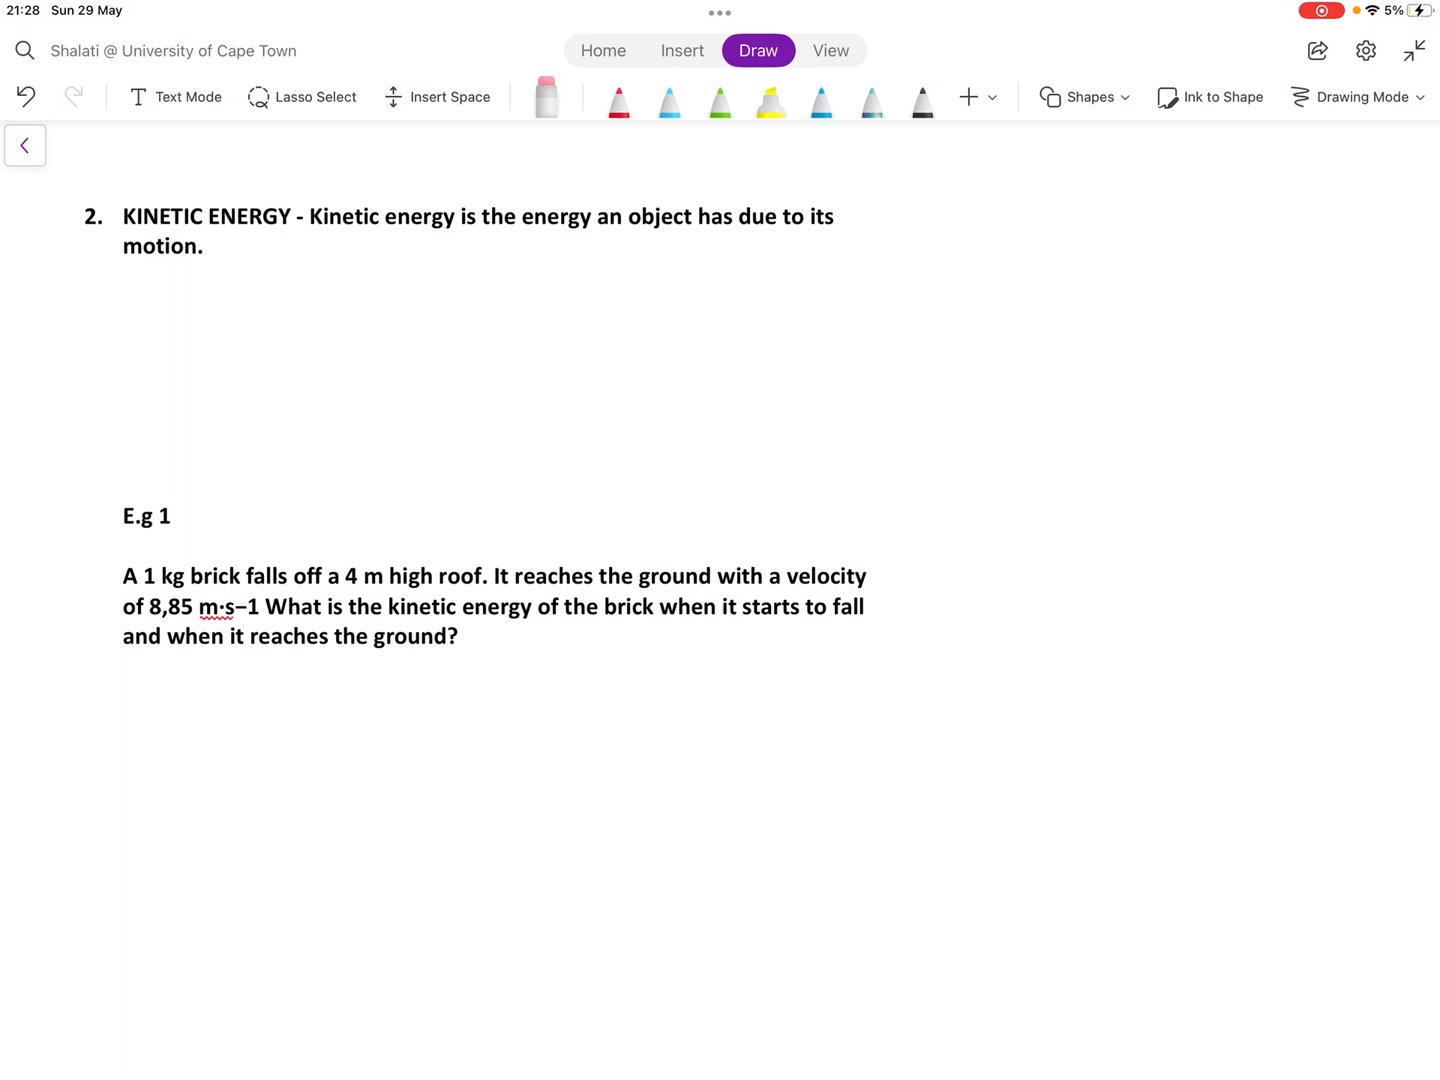 21:28 Sun 29 May
5%
Shalati @ University of Cape Town
Home Insert Draw View
Text Mode Lasso Select Insert Space Shapes Ink to Shape Drawing Mode
2. KINETIC ENERGY - Kinetic energy is the energy an object has due to its
motion.
E.g 1
A 1 kg brick falls off a 4 m high roof. It reaches the ground with a velocity
of 8,85 m·s−1 What is the kinetic energy of the brick when it starts to fall
and when it reaches the ground?